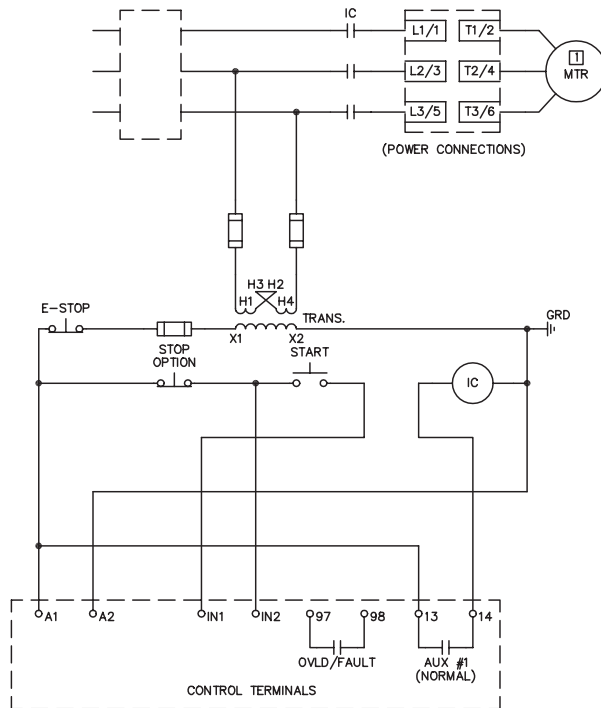 IC
L1/1 T1/2
1
MTR
L2/3 T2/4
L3/5 T3/6
(POWER CONNECTIONS)
H3 H2
H1 H4
E-STOP
TRANS.
GRD
X1 X2
STOP
OPTION
START
IC
A1 A2 IN1 IN2 97 98 13 14
OVLD/FAULT
AUX #1
(NORMAL)
CONTROL TERMINALS